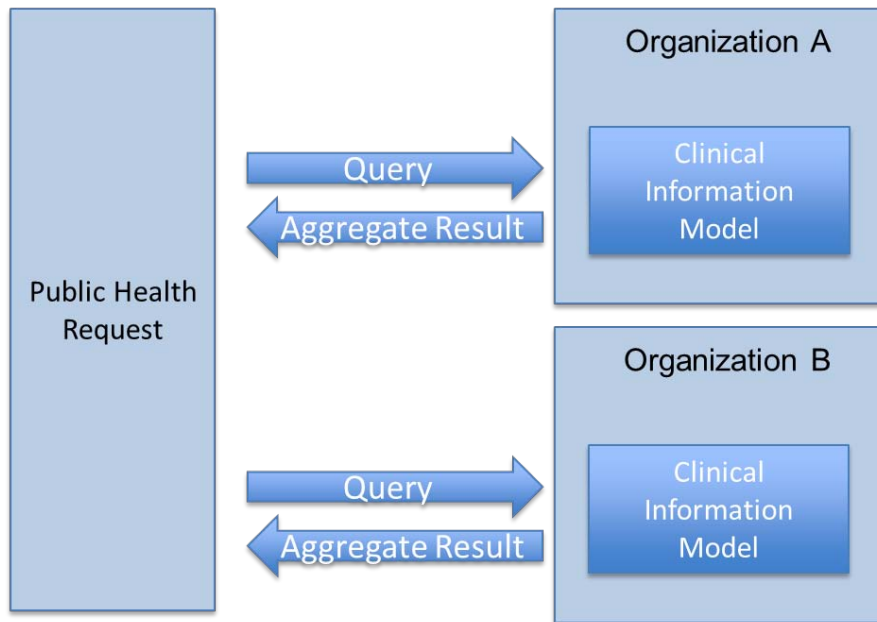 Public Health
Request
Query
Aggregate Result
Organization A
Clinical
Information
Model
Query
Aggregate Result
Organization B
Clinical
Information
Model